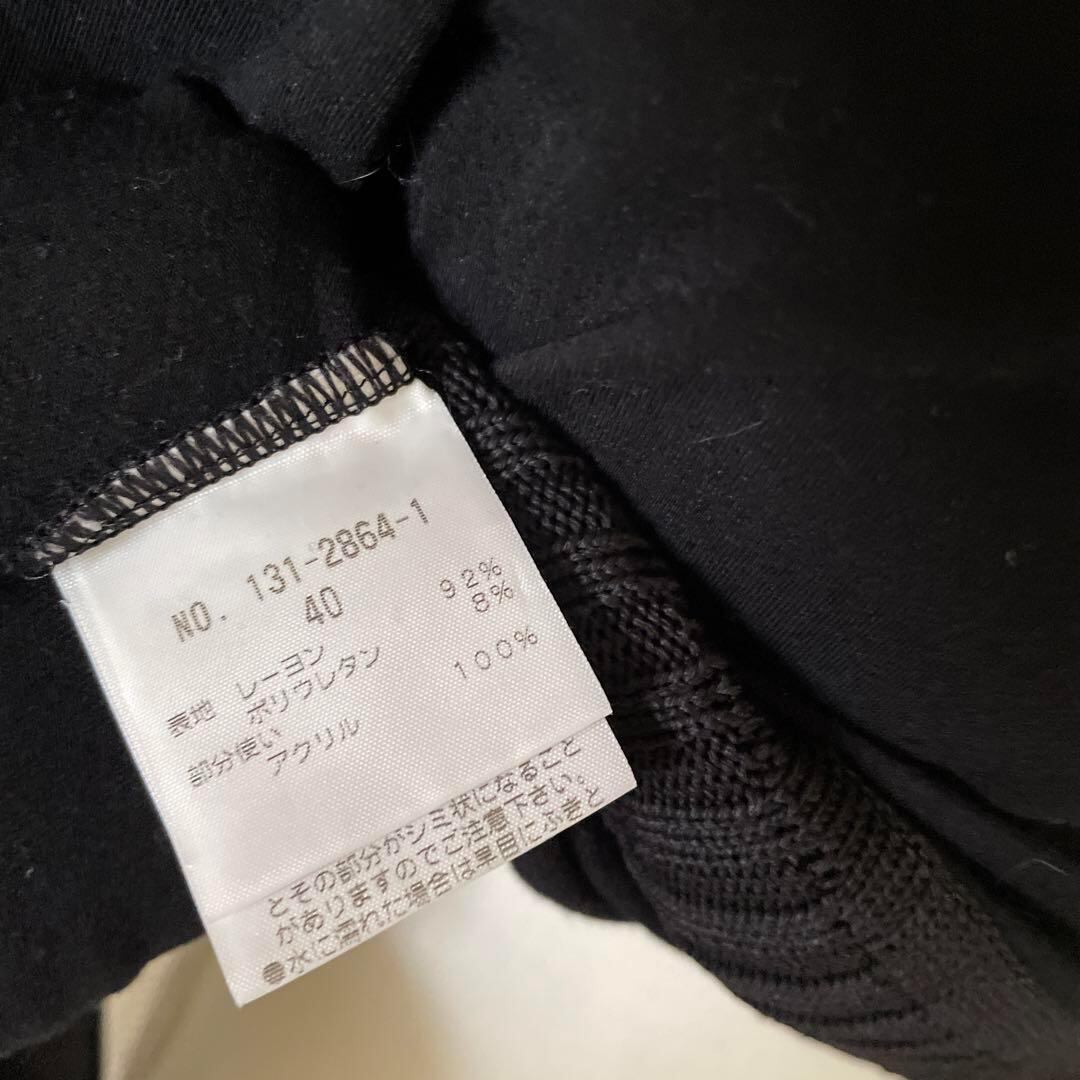 NO. 131-2864-1
40
表地 レーヨン 92%
ポリウレタン 8%
部分使い
アクリル 100%
とその部分がシミ状になること
がありますのでご注意下さい。
●水に濡れた場合は早目にふきと